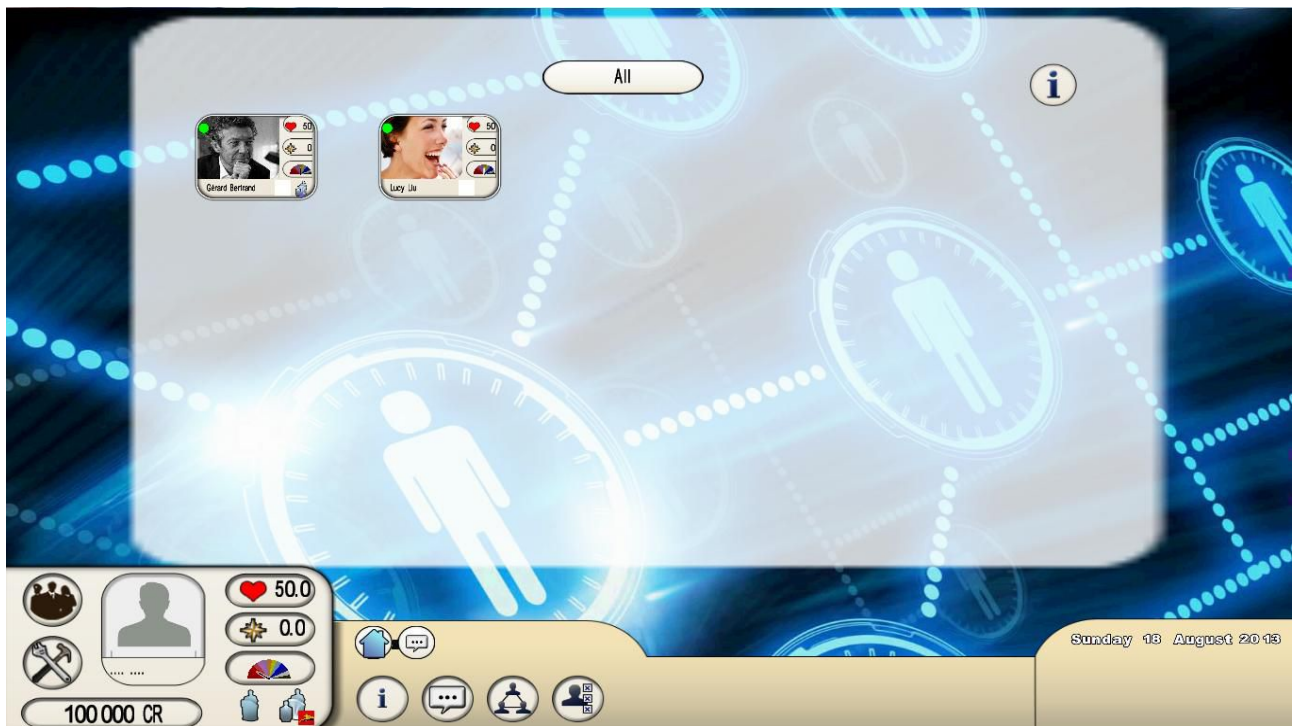 All
i
50
0
Gérard Bertrand
50
0
Lucy Liu
50.0
0.0
.... ....
100 000 CR
i
Sunday 18 August 2013